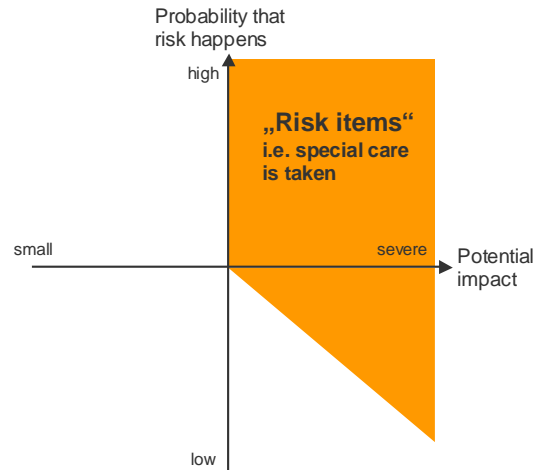 Probability that
risk happens
high
„Risk items“
i.e. special care
is taken
small
severe
Potential
impact
low